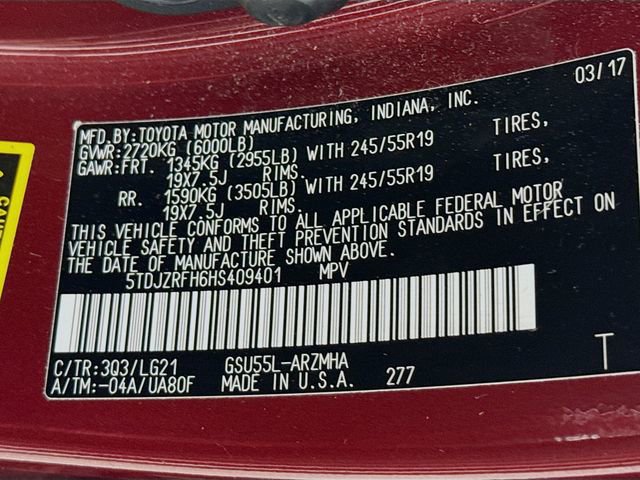 03/17
MFD.BY:TOYOTA MOTOR MANUFACTURING, INDIANA, INC.
GVWR:2720KG (6000LB)
GAWR:FRT. 1345KG (2955LB) WITH 245/55R19 TIRES,
19X7.5J RIMS.
RR. 1590KG (3505LB) WITH 245/55R19 TIRES,
19X7.5J RIMS.
THIS VEHICLE CONFORMS TO ALL APPLICABLE FEDERAL MOTOR
VEHICLE SAFETY AND THEFT PREVENTION STANDARDS IN EFFECT ON
THE DATE OF MANUFACTURE SHOWN ABOVE.
5TDJZRFH6HS409401 MPV
C/TR:3Q3/LG21 GSU55L-ARZMHA
A/TM:-04A/UA80F MADE IN U.S.A. 277 T